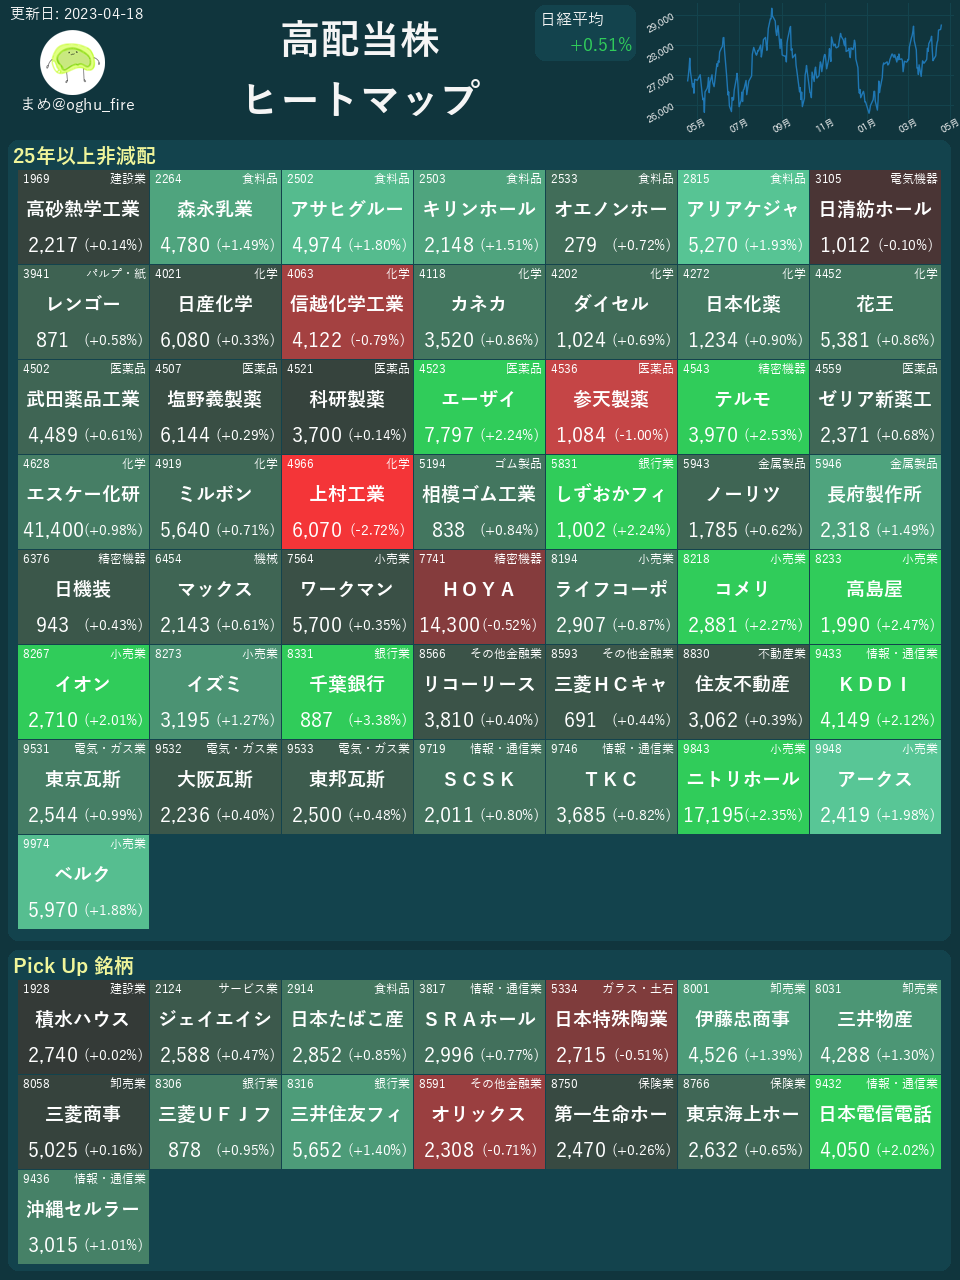 更新日: 2023-04-18
まめ@oghu_fire
高配当株
ヒートマップ
日経平均
+0.51%
29,000
28,000
27,000
26,000
05月 07月 09月 11月 01月 03月 05月
25年以上非減配
1969 建設業 2264 食料品 2502 食料品 2503 食料品 2533 食料品 2815 食料品 3105 電気機器
高砂熱学工業 森永乳業 アサヒグルー キリンホール オエノンホー アリアケジャ 日清紡ホール
2,217 (+0.14%) 4,780 (+1.49%) 4,974 (+1.80%) 2,148 (+1.51%) 279 (+0.72%) 5,270 (+1.93%) 1,012 (-0.10%)
3941 パルプ・紙 4021 化学 4063 化学 4118 化学 4202 化学 4272 化学 4452 化学
レンゴー 日産化学 信越化学工業 カネカ ダイセル 日本化薬 花王
871 (+0.58%) 6,080 (+0.33%) 4,122 (-0.79%) 3,520 (+0.86%) 1,024 (+0.69%) 1,234 (+0.90%) 5,381 (+0.86%)
4502 医薬品 4507 医薬品 4521 医薬品 4523 医薬品 4536 医薬品 4543 精密機器 4559 医薬品
武田薬品工業 塩野義製薬 科研製薬 エーザイ 参天製薬 テルモ ゼリア新薬工
4,489 (+0.61%) 6,144 (+0.29%) 3,700 (+0.14%) 7,797 (+2.24%) 1,084 (-1.00%) 3,970 (+2.53%) 2,371 (+0.68%)
4628 化学 4919 化学 4966 化学 5194 ゴム製品 5831 銀行業 5943 金属製品 5946 金属製品
エスケー化研 ミルボン 上村工業 相模ゴム工業 しずおかフィ ノーリツ 長府製作所
41,400(+0.98%) 5,640 (+0.71%) 6,070 (-2.72%) 838 (+0.84%) 1,002 (+2.24%) 1,785 (+0.62%) 2,318 (+1.49%)
6376 精密機器 6454 機械 7564 小売業 7741 精密機器 8194 小売業 8218 小売業 8233 小売業
日機装 マックス ワークマン ＨＯＹＡ ライフコーポ コメリ 高島屋
943 (+0.43%) 2,143 (+0.61%) 5,700 (+0.35%) 14,300(-0.52%) 2,907 (+0.87%) 2,881 (+2.27%) 1,990 (+2.47%)
8267 小売業 8273 小売業 8331 銀行業 8566 その他金融業 8593 その他金融業 8830 不動産業 9433 情報・通信業
イオン イズミ 千葉銀行 リコーリース 三菱ＨＣキャ 住友不動産 ＫＤＤＩ
2,710 (+2.01%) 3,195 (+1.27%) 887 (+3.38%) 3,810 (+0.40%) 691 (+0.44%) 3,062 (+0.39%) 4,149 (+2.12%)
9531 電気・ガス業 9532 電気・ガス業 9533 電気・ガス業 9719 情報・通信業 9746 情報・通信業 9843 小売業 9948 小売業
東京瓦斯 大阪瓦斯 東邦瓦斯 ＳＣＳＫ ＴＫＣ ニトリホール アークス
2,544 (+0.99%) 2,236 (+0.40%) 2,500 (+0.48%) 2,011 (+0.80%) 3,685 (+0.82%) 17,195(+2.35%) 2,419 (+1.98%)
9974 小売業
ベルク
5,970 (+1.88%)
Pick Up 銘柄
1928 建設業 2124 サービス業 2914 食料品 3817 情報・通信業 5334 ガラス・土石 8001 卸売業 8031 卸売業
積水ハウス ジェイエイシ 日本たばこ産 ＳＲＡホール 日本特殊陶業 伊藤忠商事 三井物産
2,740 (+0.02%) 2,588 (+0.47%) 2,852 (+0.85%) 2,996 (+0.77%) 2,715 (-0.51%) 4,526 (+1.39%) 4,288 (+1.30%)
8058 卸売業 8306 銀行業 8316 銀行業 8591 その他金融業 8750 保険業 8766 保険業 9432 情報・通信業
三菱商事 三菱ＵＦＪフ 三井住友フィ オリックス 第一生命ホー 東京海上ホー 日本電信電話
5,025 (+0.16%) 878 (+0.95%) 5,652 (+1.40%) 2,308 (-0.71%) 2,470 (+0.26%) 2,632 (+0.65%) 4,050 (+2.02%)
9436 情報・通信業
沖縄セルラー
3,015 (+1.01%)